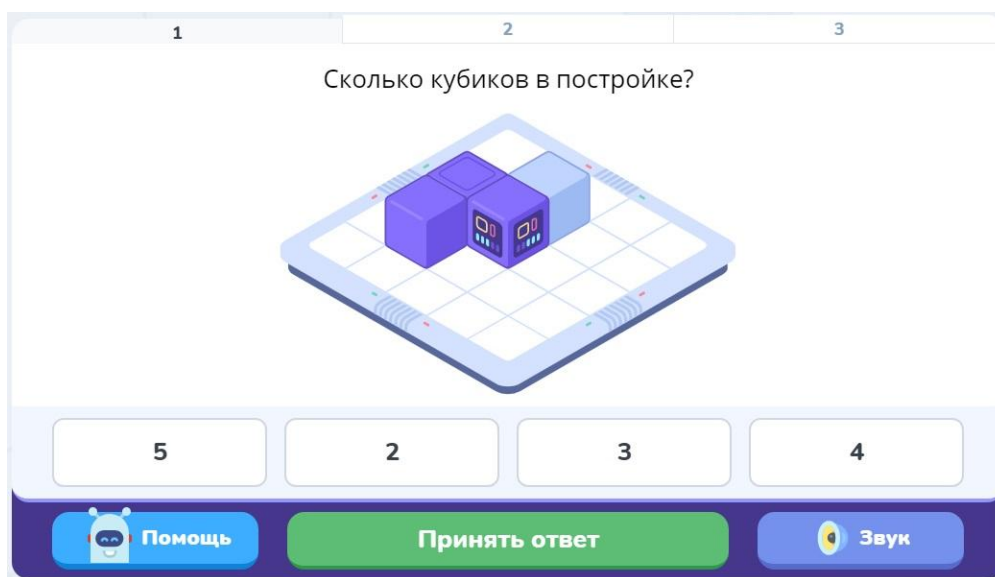 1 2 3
Сколько кубиков в постройке?
5 2 3 4
Помощь Принять ответ Звук